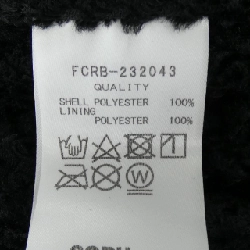 FCRB-232043
QUALITY
SHELL POLYESTER 100%
LINING
POLYESTER 100%